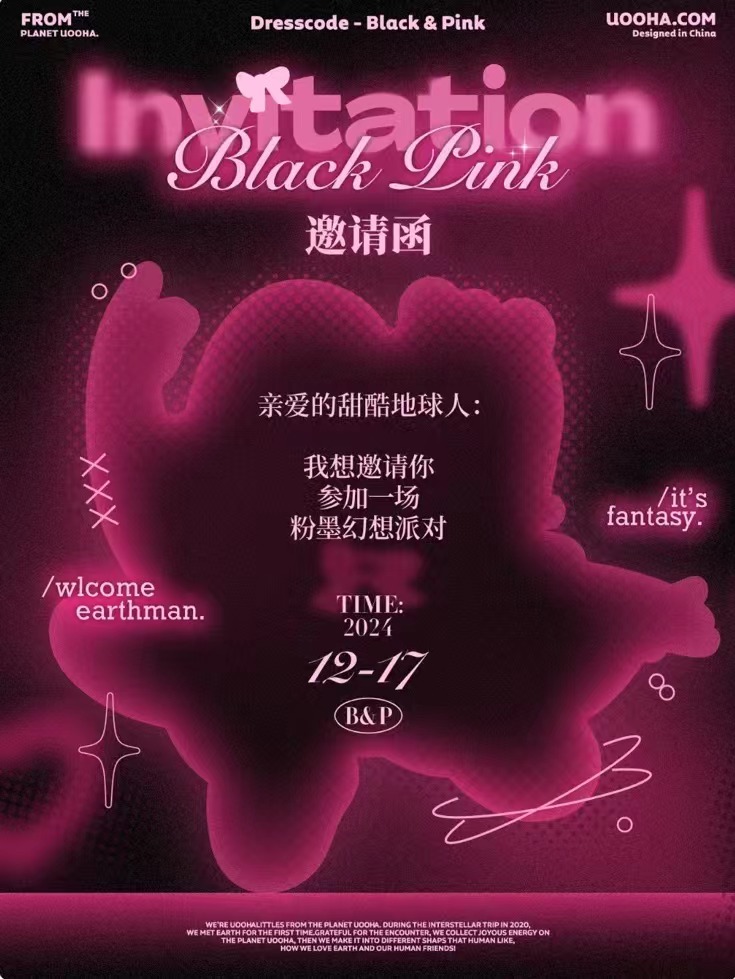 FROM THE
PLANET UOOHA.
Dresscode - Black & Pink
UOOHA.COM
Designed in China
Invitation
Black Pink
邀请函
亲爱的甜酷地球人：
我想邀请你
参加一场
粉墨幻想派对
/it's
fantasy.
/wlcome
earthman.
TIME:
2024
12-17
B&P
WE'RE UOOHALITTLES FROM THE PLANET UOOHA. DURING THE INTERSTELLAR TRIP IN 2020,
WE MET EARTH FOR THE FIRST TIME.GRATEFUL FOR THE ENCOUNTER, WE COLLECT JOYOUS ENERGY ON
THE PLANET UOOHA, THEN WE MAKE IT INTO DIFFERENT SHAPS THAT HUMAN LIKE,
HOW WE LOVE EARTH AND OUR HUMAN FRIENDS!